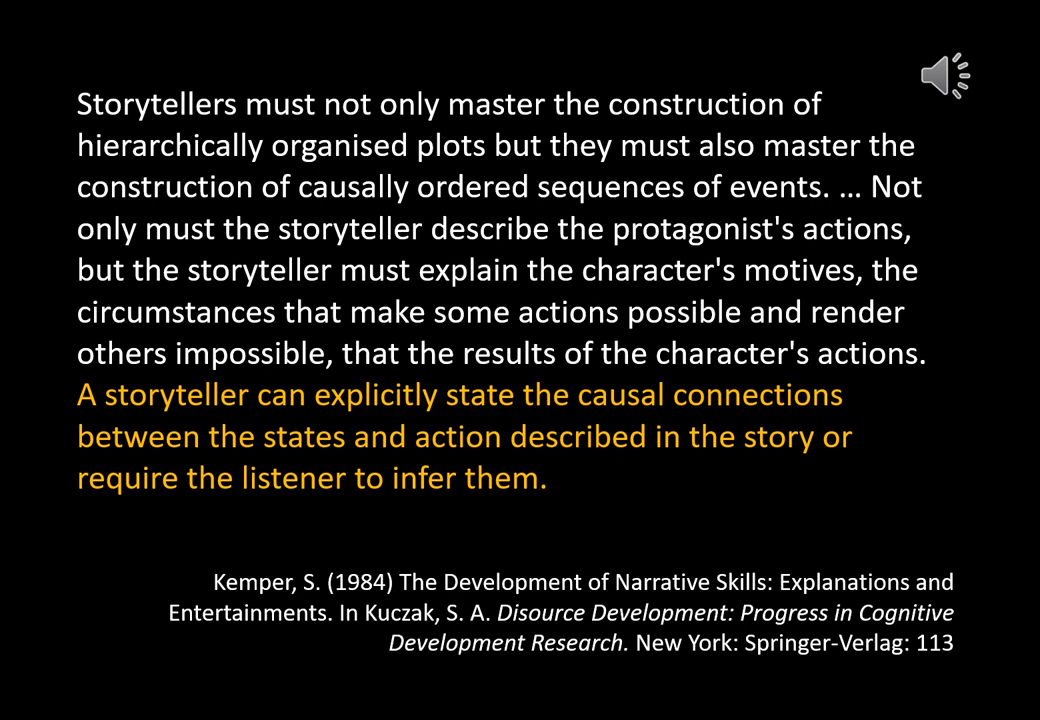 Storytellers must not only master the construction of
hierarchically organised plots but they must also master the
construction of causally ordered sequences of events. … Not
only must the storyteller describe the protagonist's actions,
but the storyteller must explain the character's motives, the
circumstances that make some actions possible and render
others impossible, that the results of the character's actions.
A storyteller can explicitly state the causal connections
between the states and action described in the story or
require the listener to infer them.
Kemper, S. (1984) The Development of Narrative Skills: Explanations and
Entertainments. In Kuczak, S. A. Disource Development: Progress in Cognitive
Development Research. New York: Springer-Verlag: 113